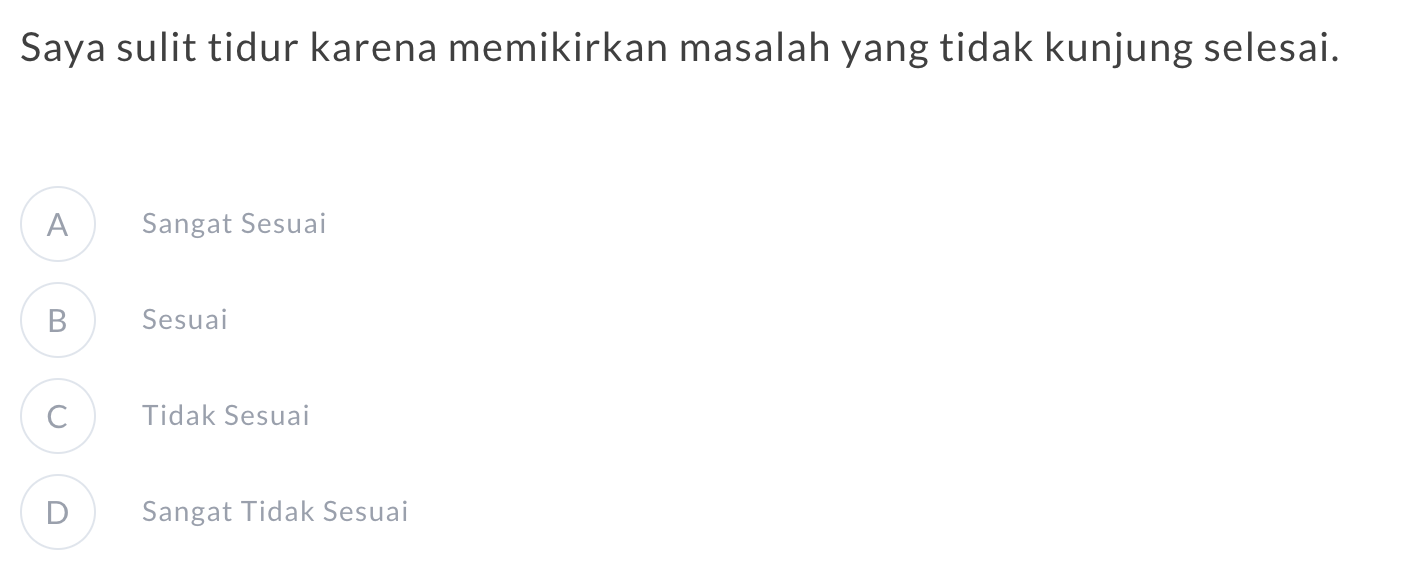 Saya sulit tidur karena memikirkan masalah yang tidak kunjung selesai.
A Sangat Sesuai
B Sesuai
C Tidak Sesuai
D Sangat Tidak Sesuai